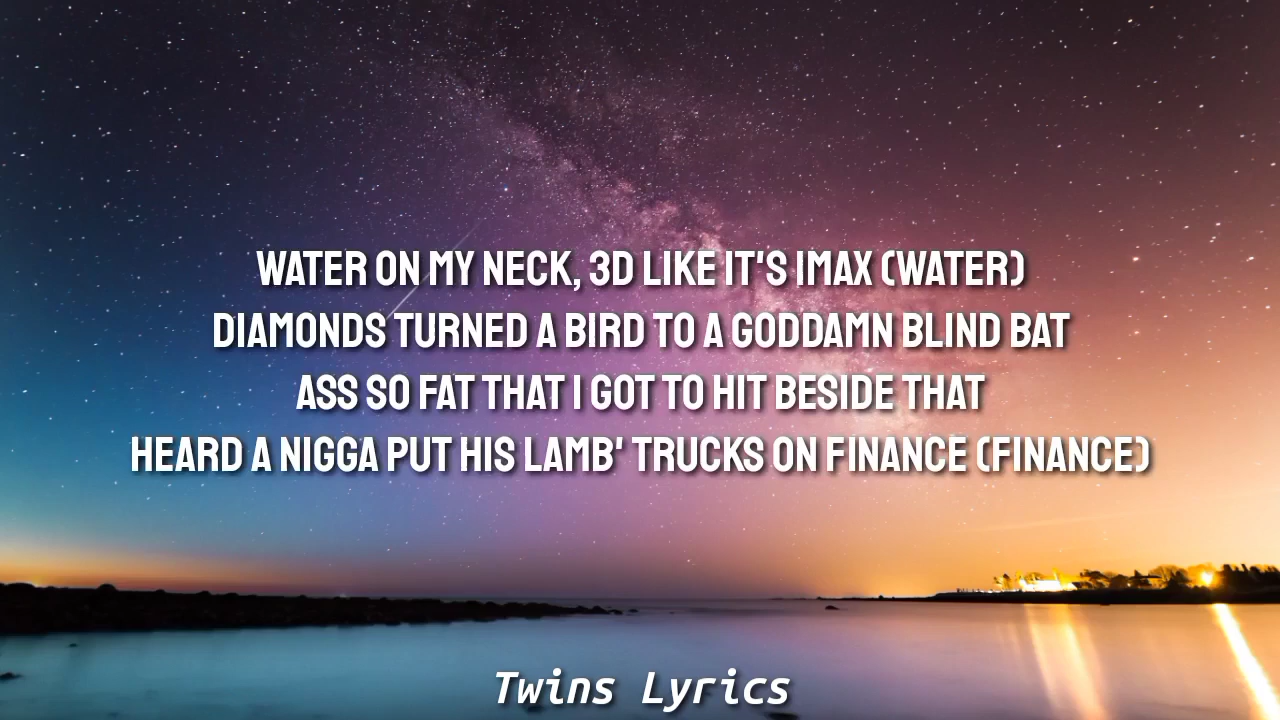 WATER ON MY NECK, 3D LIKE IT'S IMAX (WATER)
DIAMONDS TURNED A BIRD TO A GODDAMN BLIND BAT
ASS SO FAT THAT I GOT TO HIT BESIDE THAT
HEARD A NIGGA PUT HIS LAMB' TRUCKS ON FINANCE (FINANCE)
Twins Lyrics